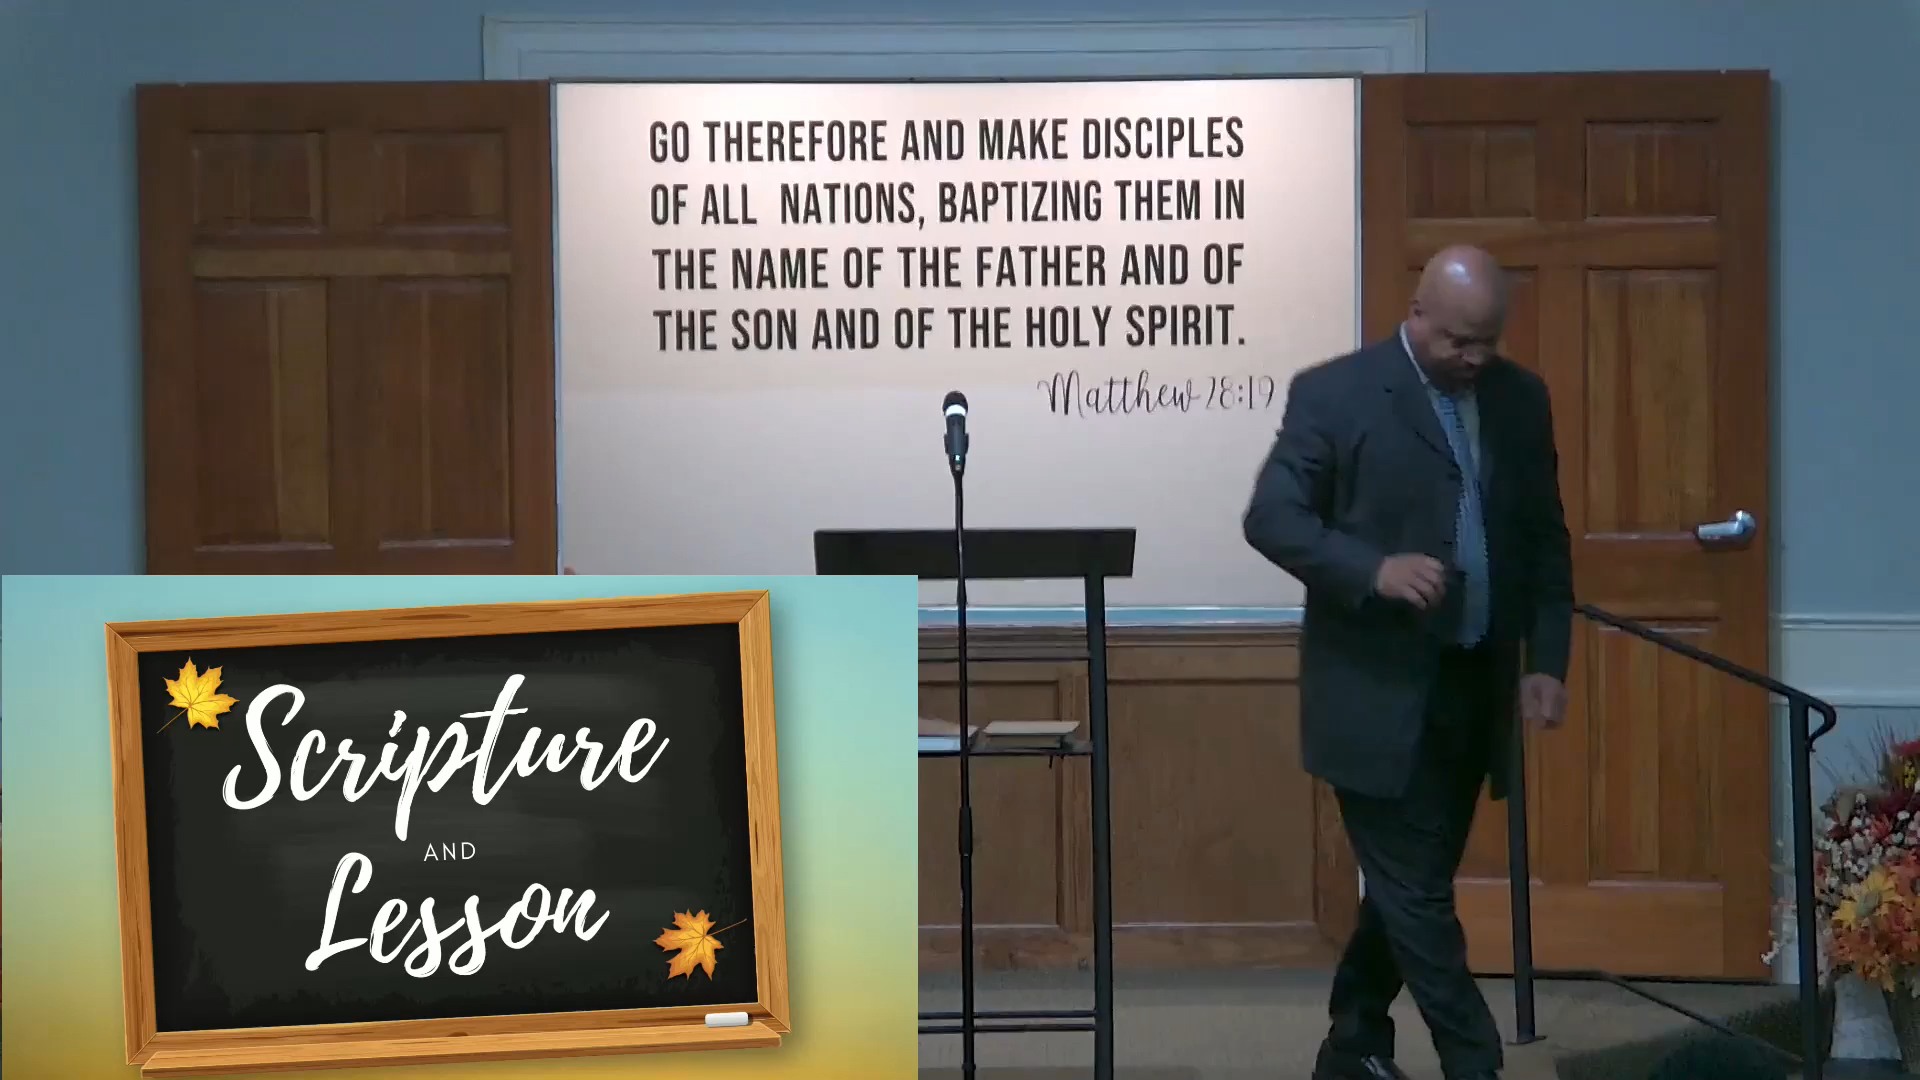 GO THEREFORE AND MAKE DISCIPLES
OF ALL NATIONS, BAPTIZING THEM IN
THE NAME OF THE FATHER AND OF
THE SON AND OF THE HOLY SPIRIT.
Matthew 28:19
Scripture
AND
Lesson